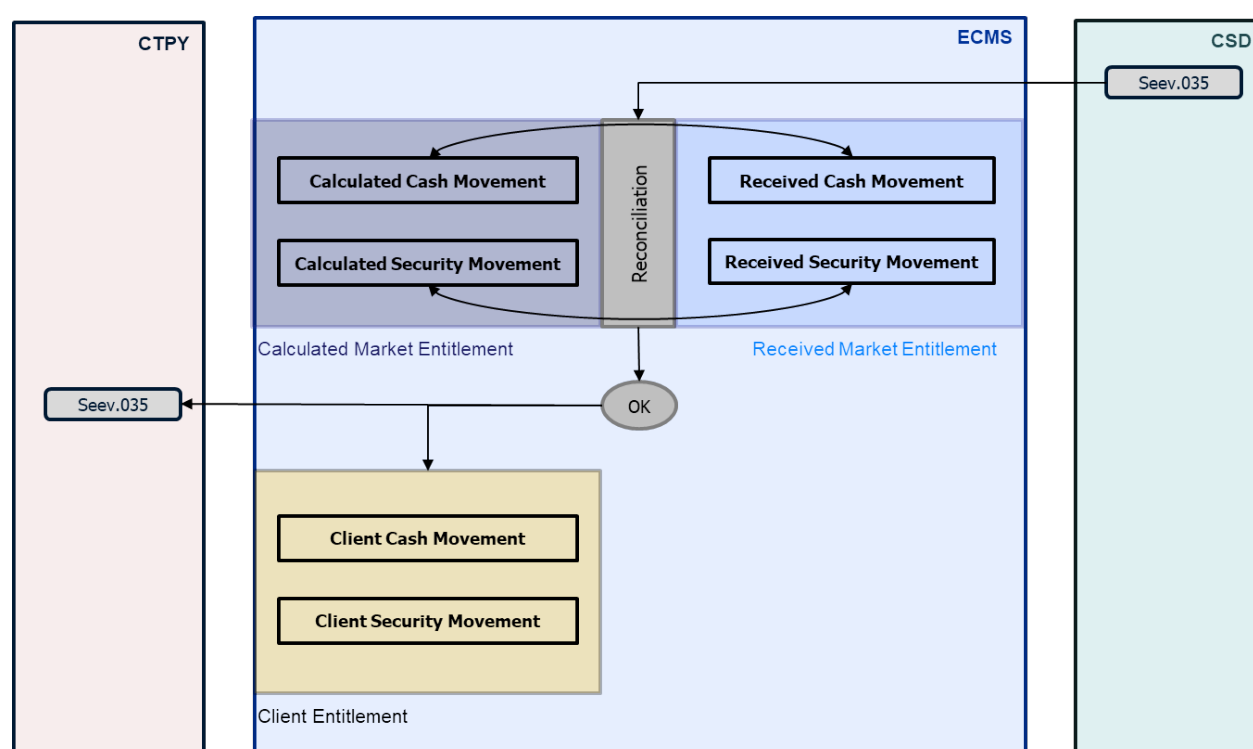 CTPY
ECMS
CSD
Seev.035
Calculated Cash Movement
Reconciliation
Received Cash Movement
Calculated Security Movement
Received Security Movement
Calculated Market Entitlement
Received Market Entitlement
Seev.035
OK
Client Cash Movement
Client Security Movement
Client Entitlement